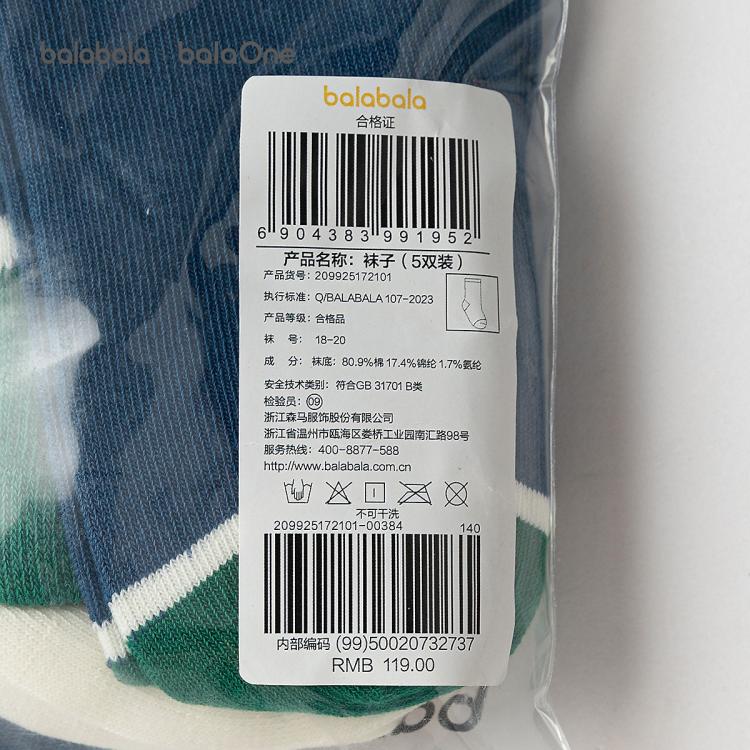 balabala balaOne
balabala
合格证
6904383991952
产品名称：袜子（5双装）
产品货号：209925172101
执行标准：Q/BALABALA 107-2023
产品等级：合格品
袜 号：18-20
成 分：袜底：80.9%棉 17.4%锦纶 1.7%氨纶
安全技术类别：符合GB 31701 B类
检验员：09
浙江森马服饰股份有限公司
浙江省温州市瓯海区娄桥工业园南汇路98号
服务热线：400-8877-588
http://www.balabala.com.cn
不可干洗
209925172101-00384 140
内部编码 (99)50020732737
RMB 119.00